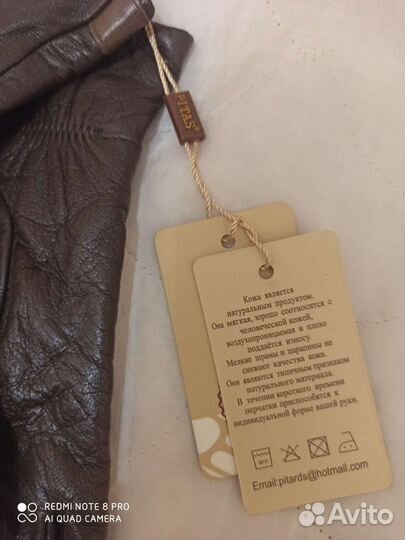 PITAS
Кожа является
натуральным продуктом.
Она мягкая, хорошо соотносится с
человеческой кожей,
воздухопроницаемая и плохо
поддаётся износу.
Мелкие шрамы и царапины не
снижают качества кожи.
Они являются типичным признаком
натурального материала.
В течении короткого времени
перчатки приспособятся к
индивидуальной форме вашей руки.
Email:pitards@hotmail.com
REDMI NOTE 8 PRO
AI QUAD CAMERA
Avito